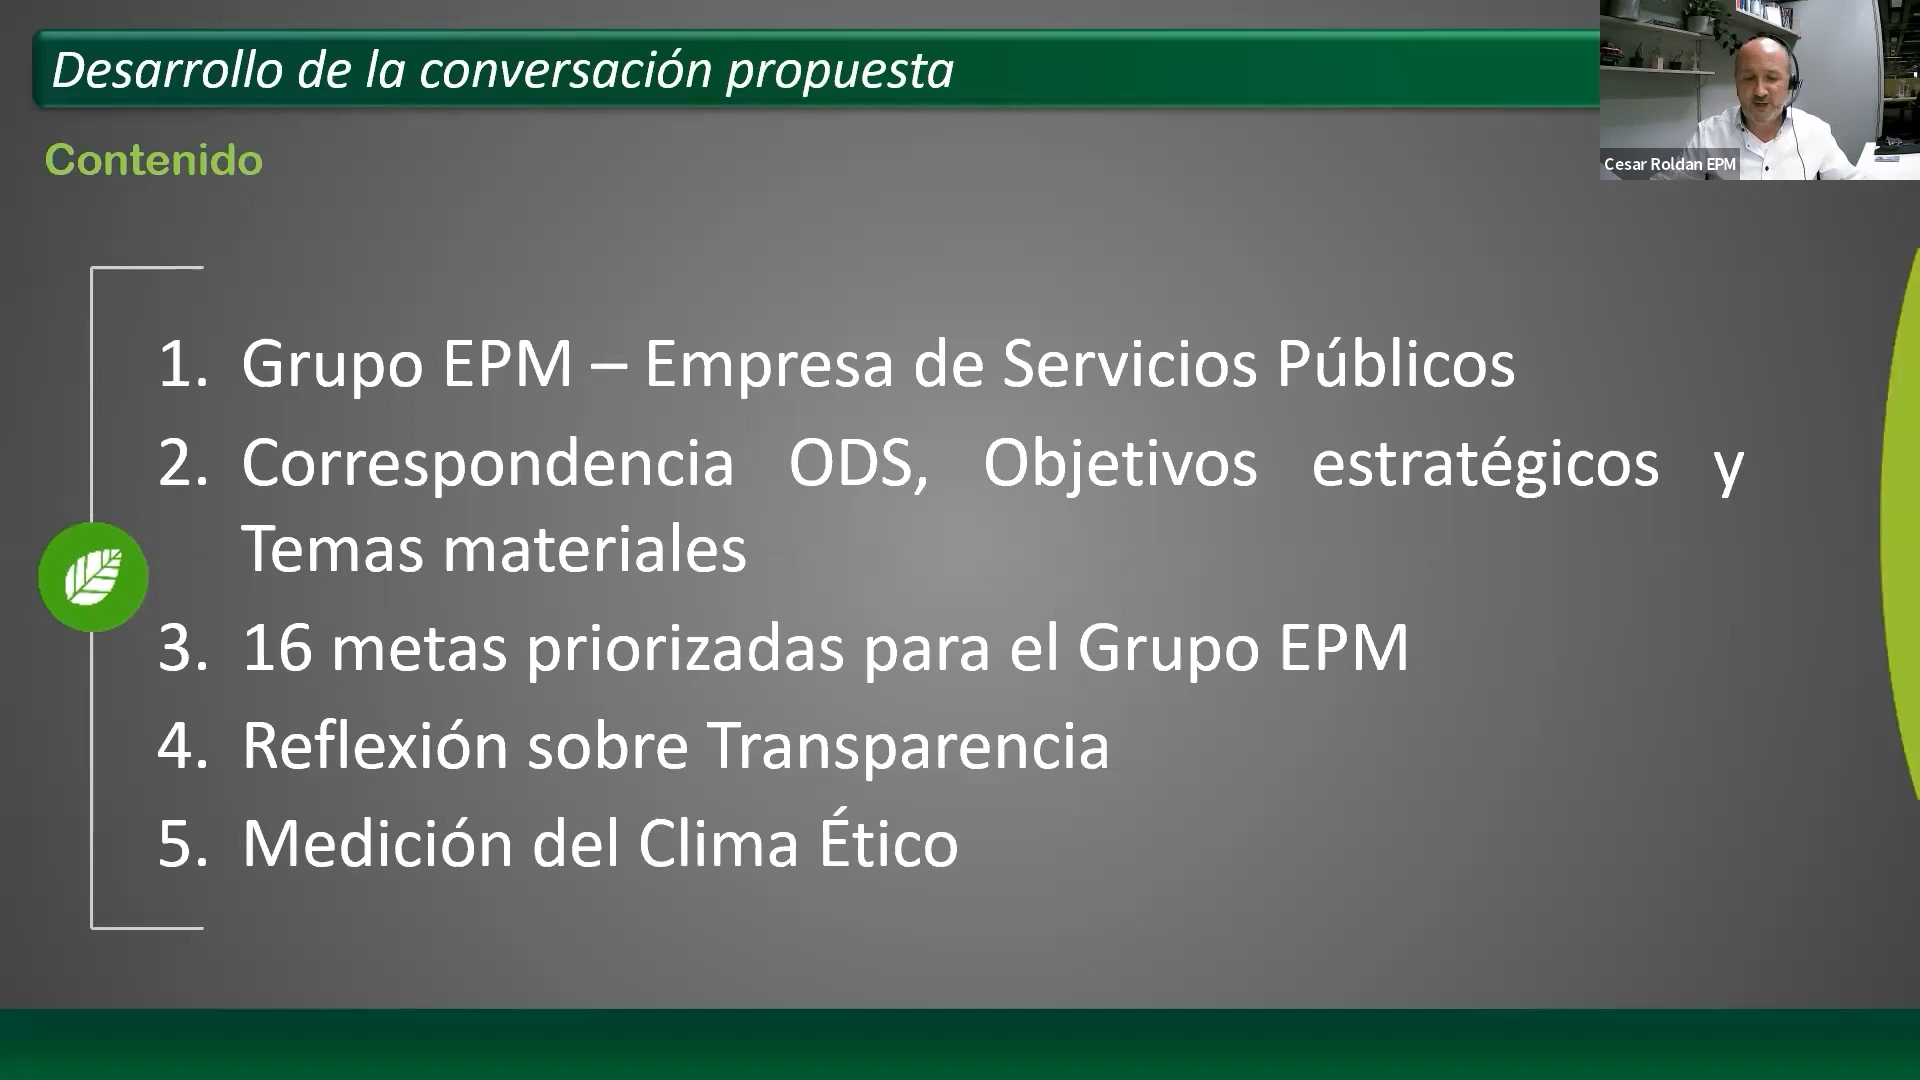 Desarrollo de la conversación propuesta
Cesar Roldan EPM
Contenido
1. Grupo EPM – Empresa de Servicios Públicos
2. Correspondencia ODS, Objetivos estratégicos y
Temas materiales
3. 16 metas priorizadas para el Grupo EPM
4. Reflexión sobre Transparencia
5. Medición del Clima Ético